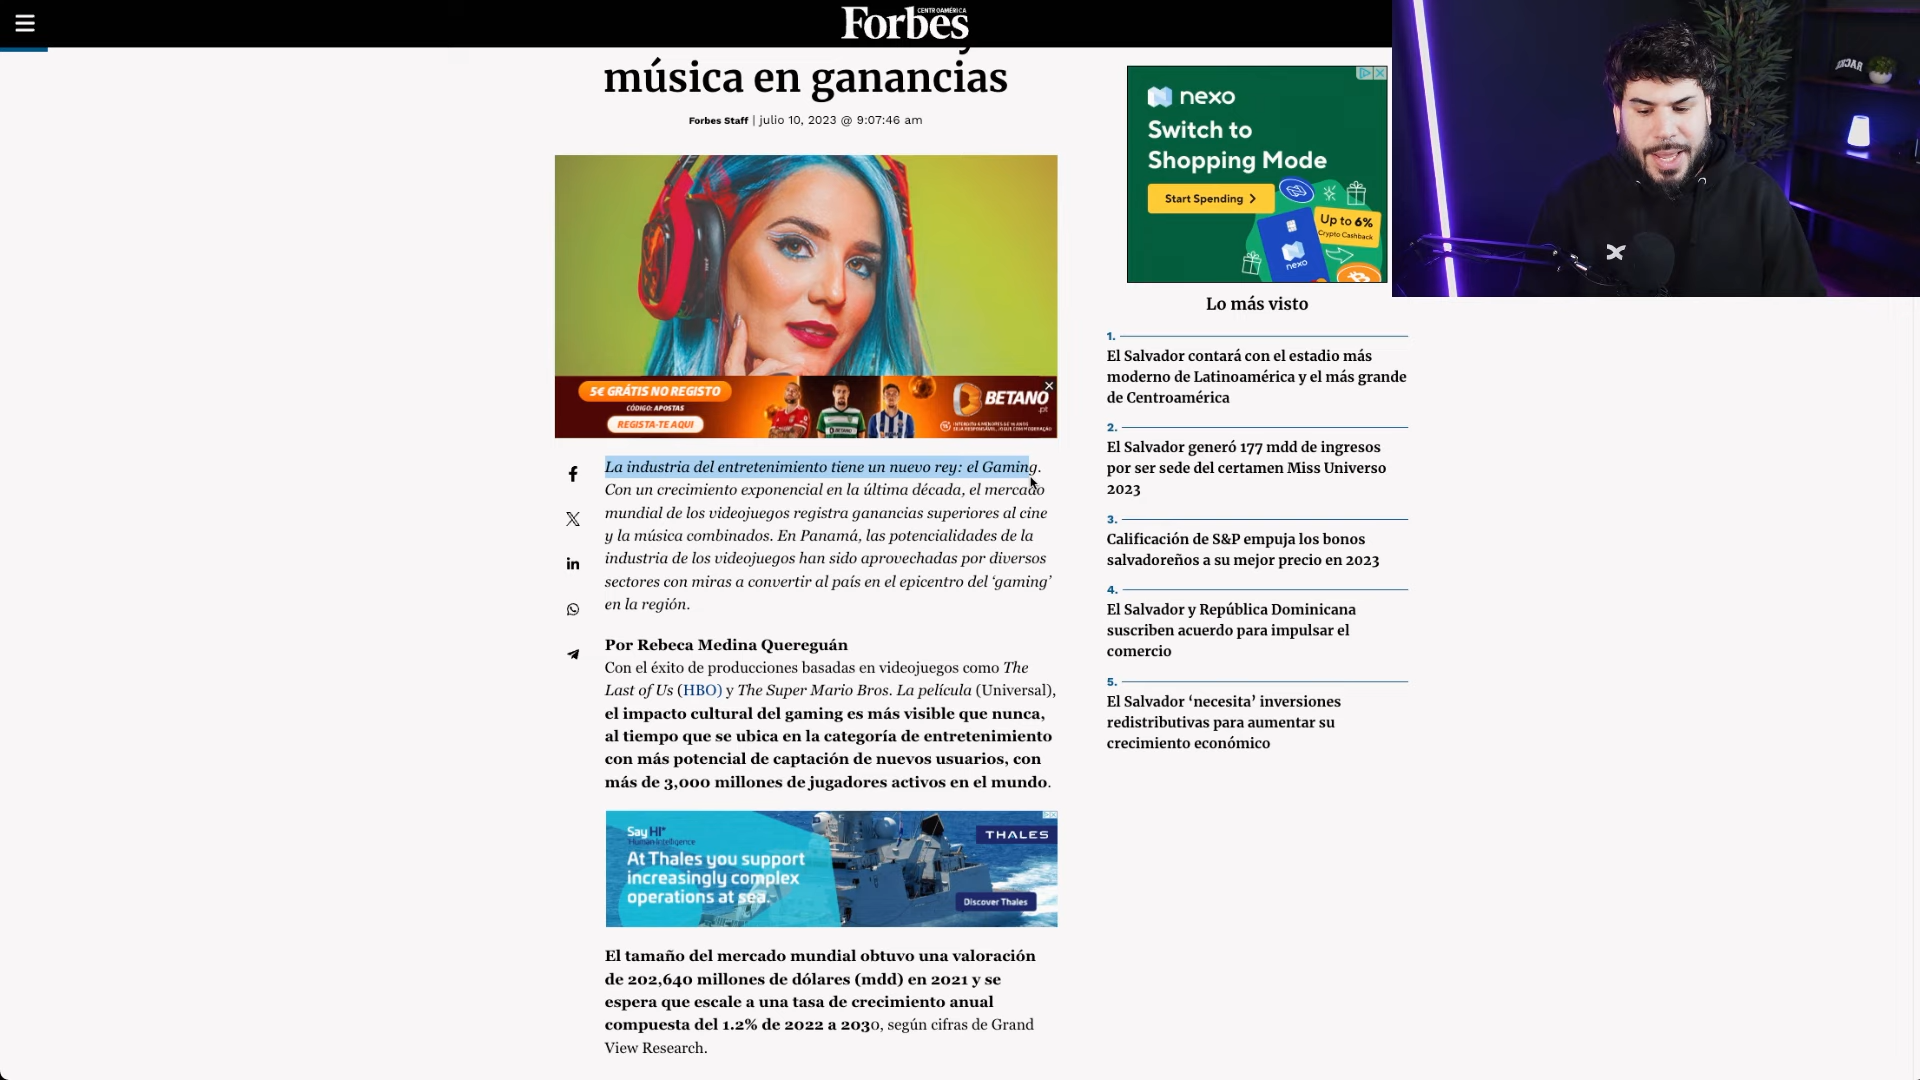 Forbes
CENTROAMÉRICA
música en ganancias
Forbes Staff | julio 10, 2023 @ 9:07:46 am
5€ GRÁTIS NO REGISTO
CÓDIGO: APOSTAS
REGISTA-TE AQUI
BETANO
.pt
La industria del entretenimiento tiene un nuevo rey: el Gaming.
Con un crecimiento exponencial en la última década, el mercado
mundial de los videojuegos registra ganancias superiores al cine
y la música combinados. En Panamá, las potencialidades de la
industria de los videojuegos han sido aprovechadas por diversos
sectores con miras a convertir al país en el epicentro del ‘gaming’
en la región.
Por Rebeca Medina Quereguán
Con el éxito de producciones basadas en videojuegos como The
Last of Us (HBO) y The Super Mario Bros. La película (Universal),
el impacto cultural del gaming es más visible que nunca,
al tiempo que se ubica en la categoría de entretenimiento
con más potencial de captación de nuevos usuarios, con
más de 3,000 millones de jugadores activos en el mundo.
Say HI*
*Human Intelligence
At Thales you support
increasingly complex
operations at sea.
THALES
Discover Thales
El tamaño del mercado mundial obtuvo una valoración
de 202,640 millones de dólares (mdd) en 2021 y se
espera que escale a una tasa de crecimiento anual
compuesta del 1.2% de 2022 a 2030, según cifras de Grand
View Research.
nexo
Switch to
Shopping Mode
Start Spending
Up to 6%
Crypto Cashback
nexo
Lo más visto
1.
El Salvador contará con el estadio más
moderno de Latinoamérica y el más grande
de Centroamérica
2.
El Salvador generó 177 mdd de ingresos
por ser sede del certamen Miss Universo
2023
3.
Calificación de S&P empuja los bonos
salvadoreños a su mejor precio en 2023
4.
El Salvador y República Dominicana
suscriben acuerdo para impulsar el
comercio
5.
El Salvador ‘necesita’ inversiones
redistributivas para aumentar su
crecimiento económico